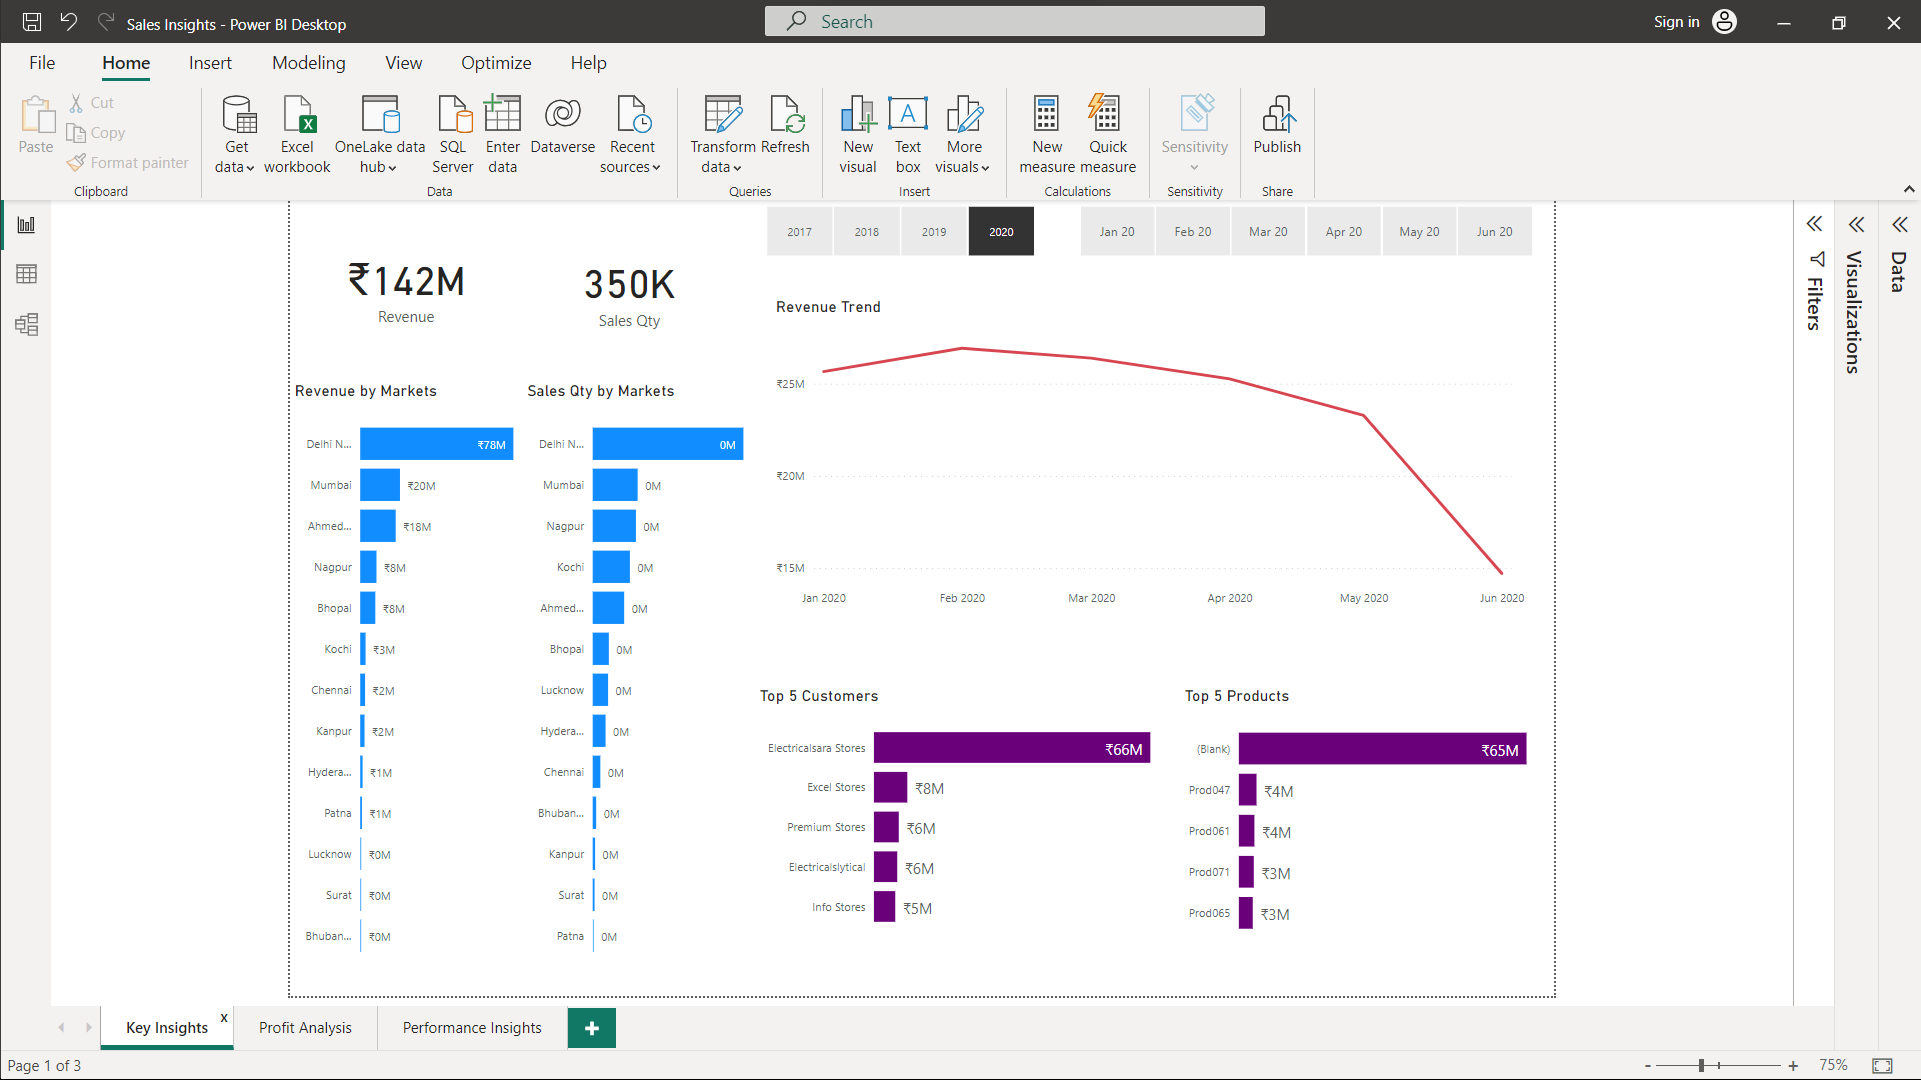 Sales Insights - Power BI Desktop
Search
Sign in
File Home Insert Modeling View Optimize Help
Paste
Cut
Copy
Format painter
Clipboard
Get data
Excel workbook
OneLake data hub
SQL Server
Enter data
Dataverse
Recent sources
Data
Transform data
Refresh
Queries
New visual
Text box
More visuals
Insert
New measure
Quick measure
Calculations
Sensitivity
Sensitivity
Publish
Share
2017 2018 2019 2020
Jan 20 Feb 20 Mar 20 Apr 20 May 20 Jun 20
₹142M
Revenue
350K
Sales Qty
Revenue by Markets
Delhi N... ₹78M
Mumbai ₹20M
Ahmed... ₹18M
Nagpur ₹8M
Bhopal ₹8M
Kochi ₹3M
Chennai ₹2M
Kanpur ₹2M
Hydera... ₹1M
Patna ₹1M
Lucknow ₹0M
Surat ₹0M
Bhuban... ₹0M
Sales Qty by Markets
Delhi N... 0M
Mumbai 0M
Nagpur 0M
Kochi 0M
Ahmed... 0M
Bhopal 0M
Lucknow 0M
Hydera... 0M
Chennai 0M
Bhuban... 0M
Kanpur 0M
Surat 0M
Patna 0M
Revenue Trend
₹25M
₹20M
₹15M
Jan 2020 Feb 2020 Mar 2020 Apr 2020 May 2020 Jun 2020
Top 5 Customers
Electricalsara Stores ₹66M
Excel Stores ₹8M
Premium Stores ₹6M
Electricalslytical ₹6M
Info Stores ₹5M
Top 5 Products
(Blank) ₹65M
Prod047 ₹4M
Prod061 ₹4M
Prod071 ₹3M
Prod065 ₹3M
Filters
Visualizations
Data
Key Insights x
Profit Analysis
Performance Insights
+
Page 1 of 3
- + 75%